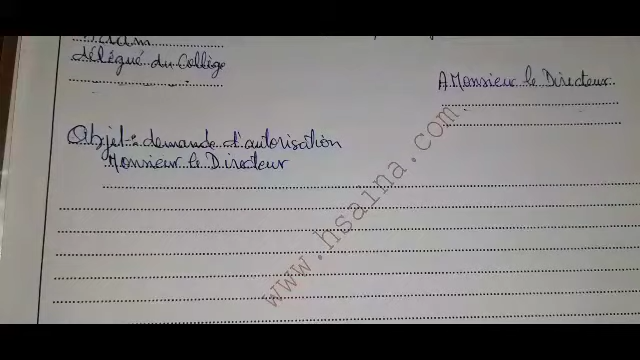 délégué du Collège
A Monsieur le Directeur
Objet : demande d'autorisation
Monsieur le Directeur
www.hsaina.com